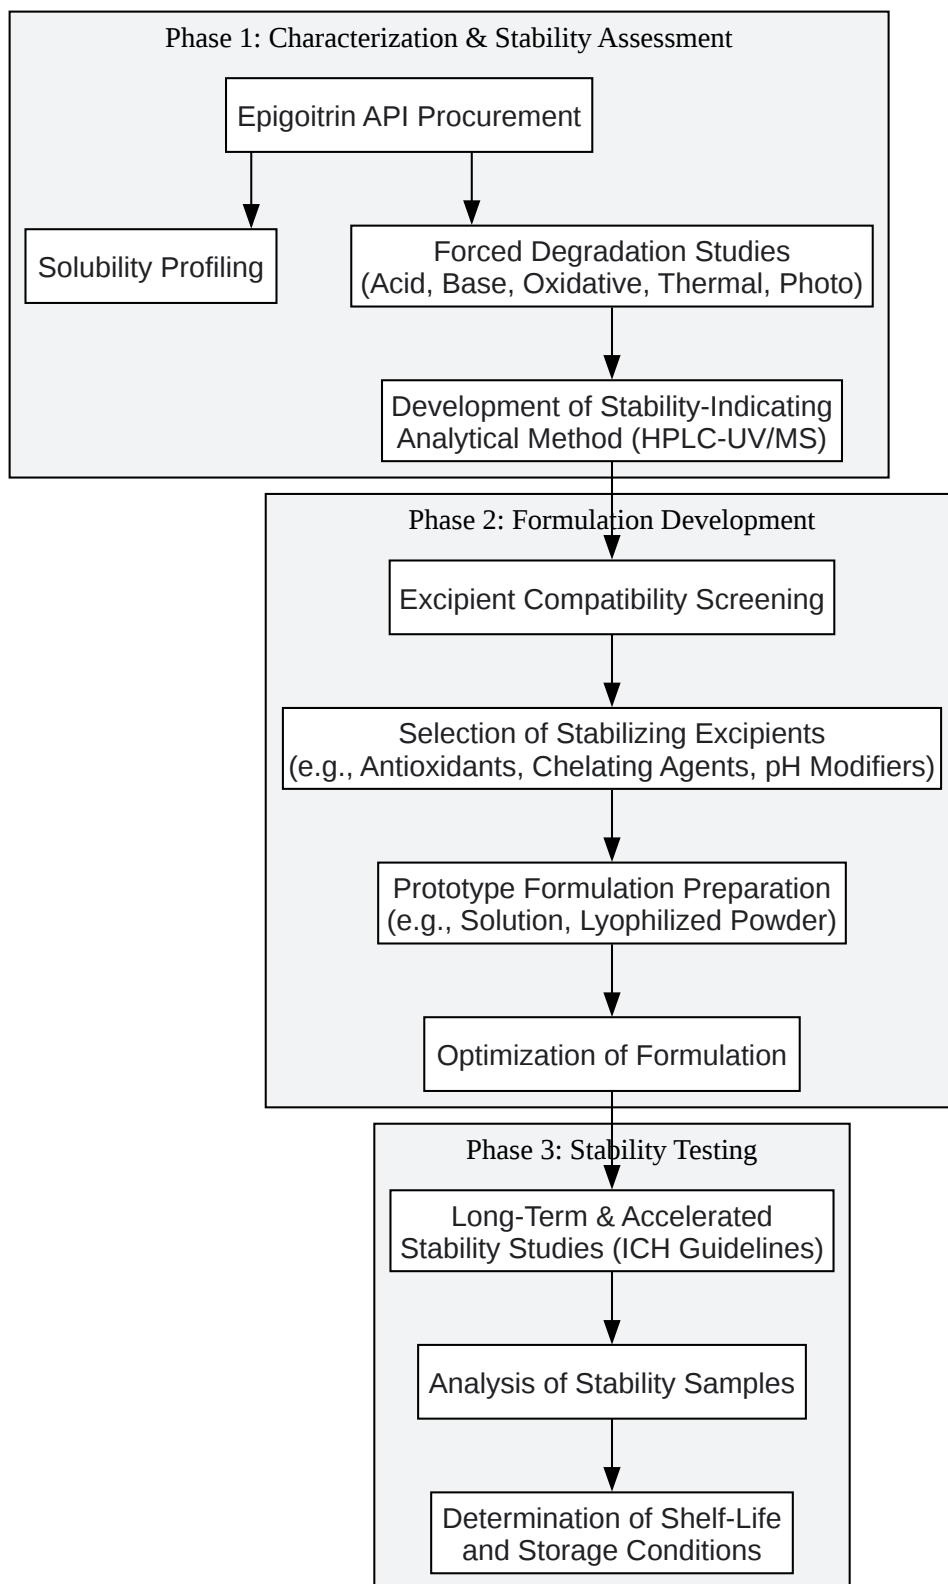 Phase 1: Characterization & Stability Assessment
Epigoitrin API Procurement
Solubility Profiling
Forced Degradation Studies
(Acid, Base, Oxidative, Thermal, Photo)
Development of Stability-Indicating
Analytical Method (HPLC-UV/MS)
Phase 2: Formulation Development
Excipient Compatibility Screening
Selection of Stabilizing Excipients
(e.g., Antioxidants, Chelating Agents, pH Modifiers)
Prototype Formulation Preparation
(e.g., Solution, Lyophilized Powder)
Optimization of Formulation
Phase 3: Stability Testing
Long-Term & Accelerated
Stability Studies (ICH Guidelines)
Analysis of Stability Samples
Determination of Shelf-Life
and Storage Conditions